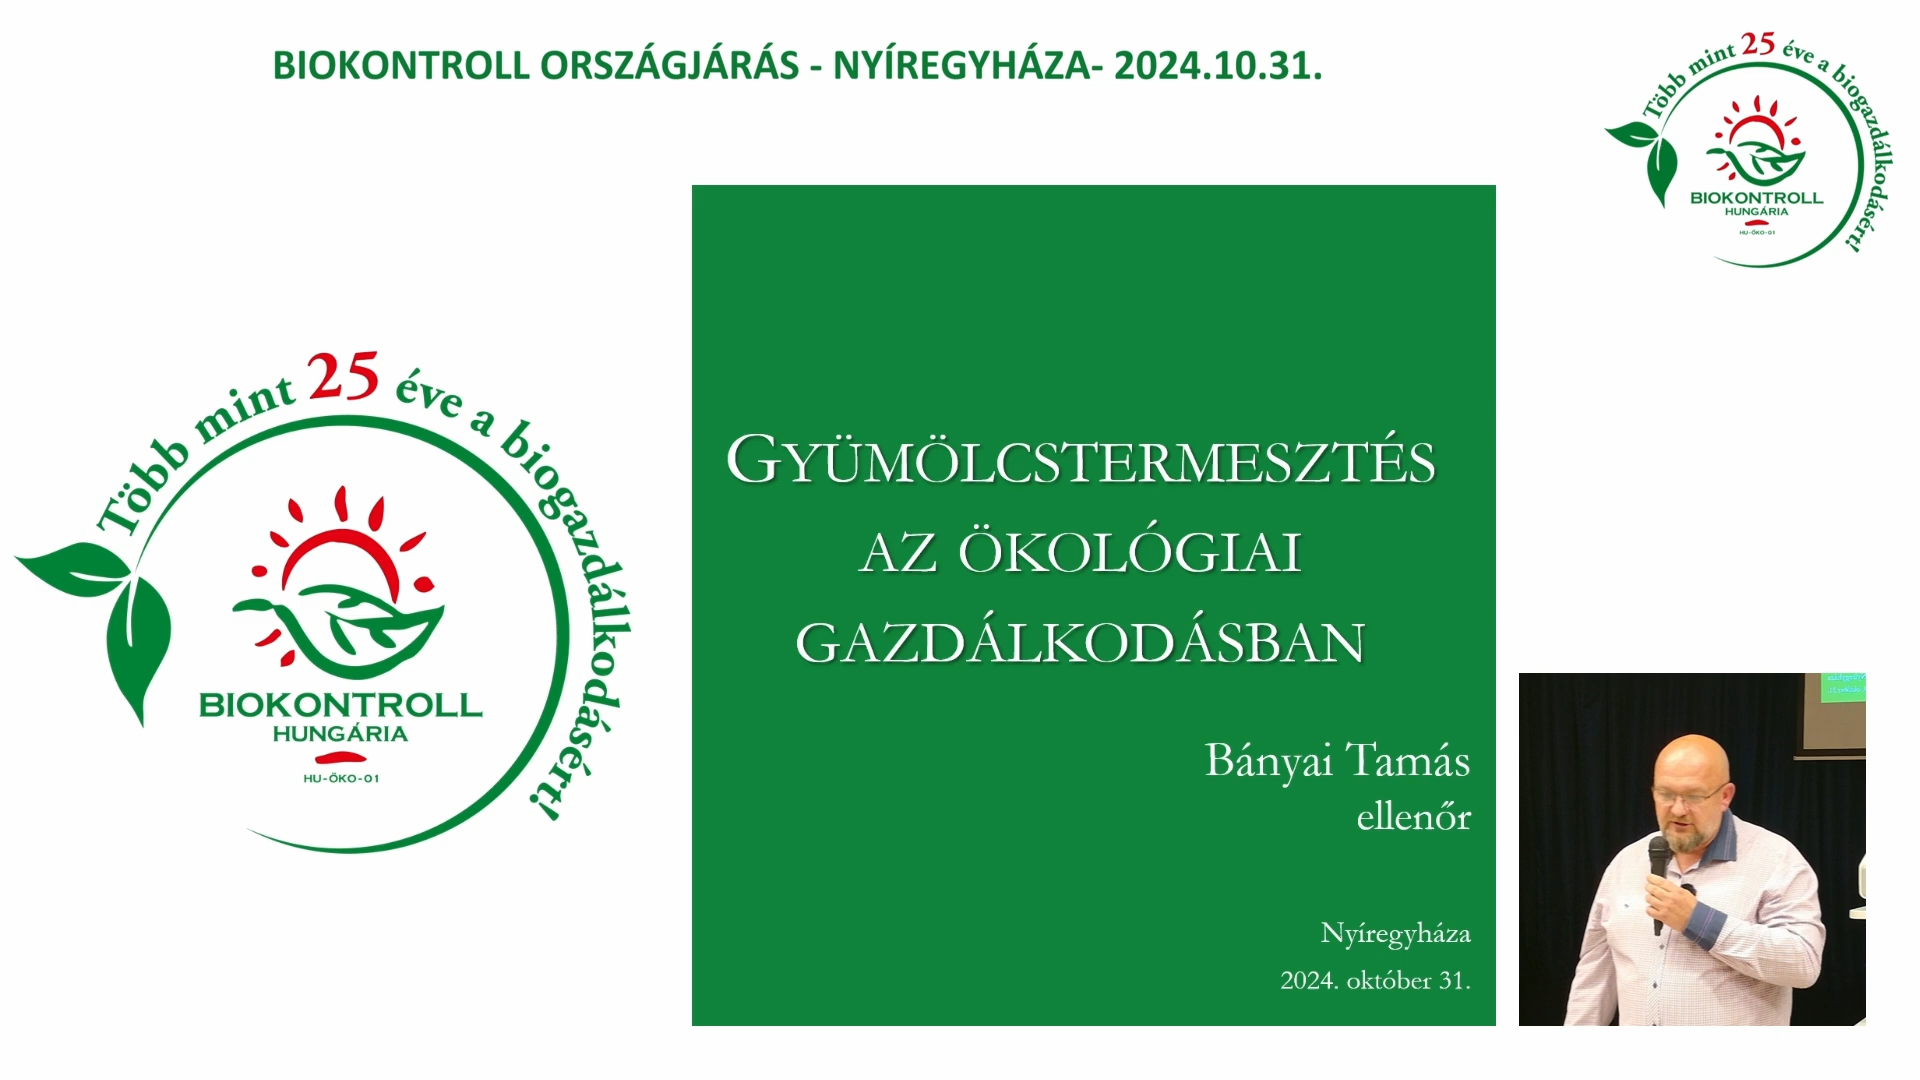 BIOKONTROLL ORSZÁGJÁRÁS - NYÍREGYHÁZA- 2024.10.31.
Több mint 25 éve a biogazdálkodásért!
BIOKONTROLL
HUNGÁRIA
HU-ÖKO-01
Több mint 25 éve a biogazdálkodásért!
BIOKONTROLL
HUNGÁRIA
HU-ÖKO-01
GYÜMÖLCSTERMESZTÉS
AZ ÖKOLÓGIAI
GAZDÁLKODÁSBAN
Bányai Tamás
ellenőr
Nyíregyháza
2024. október 31.